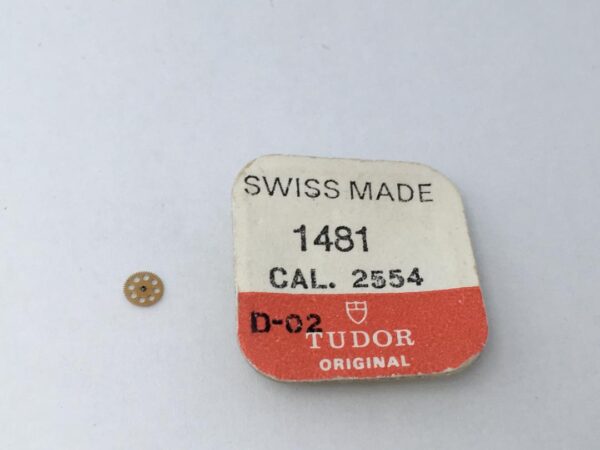 SWISS MADE
1481
CAL. 2554
D-02
TUDOR
ORIGINAL